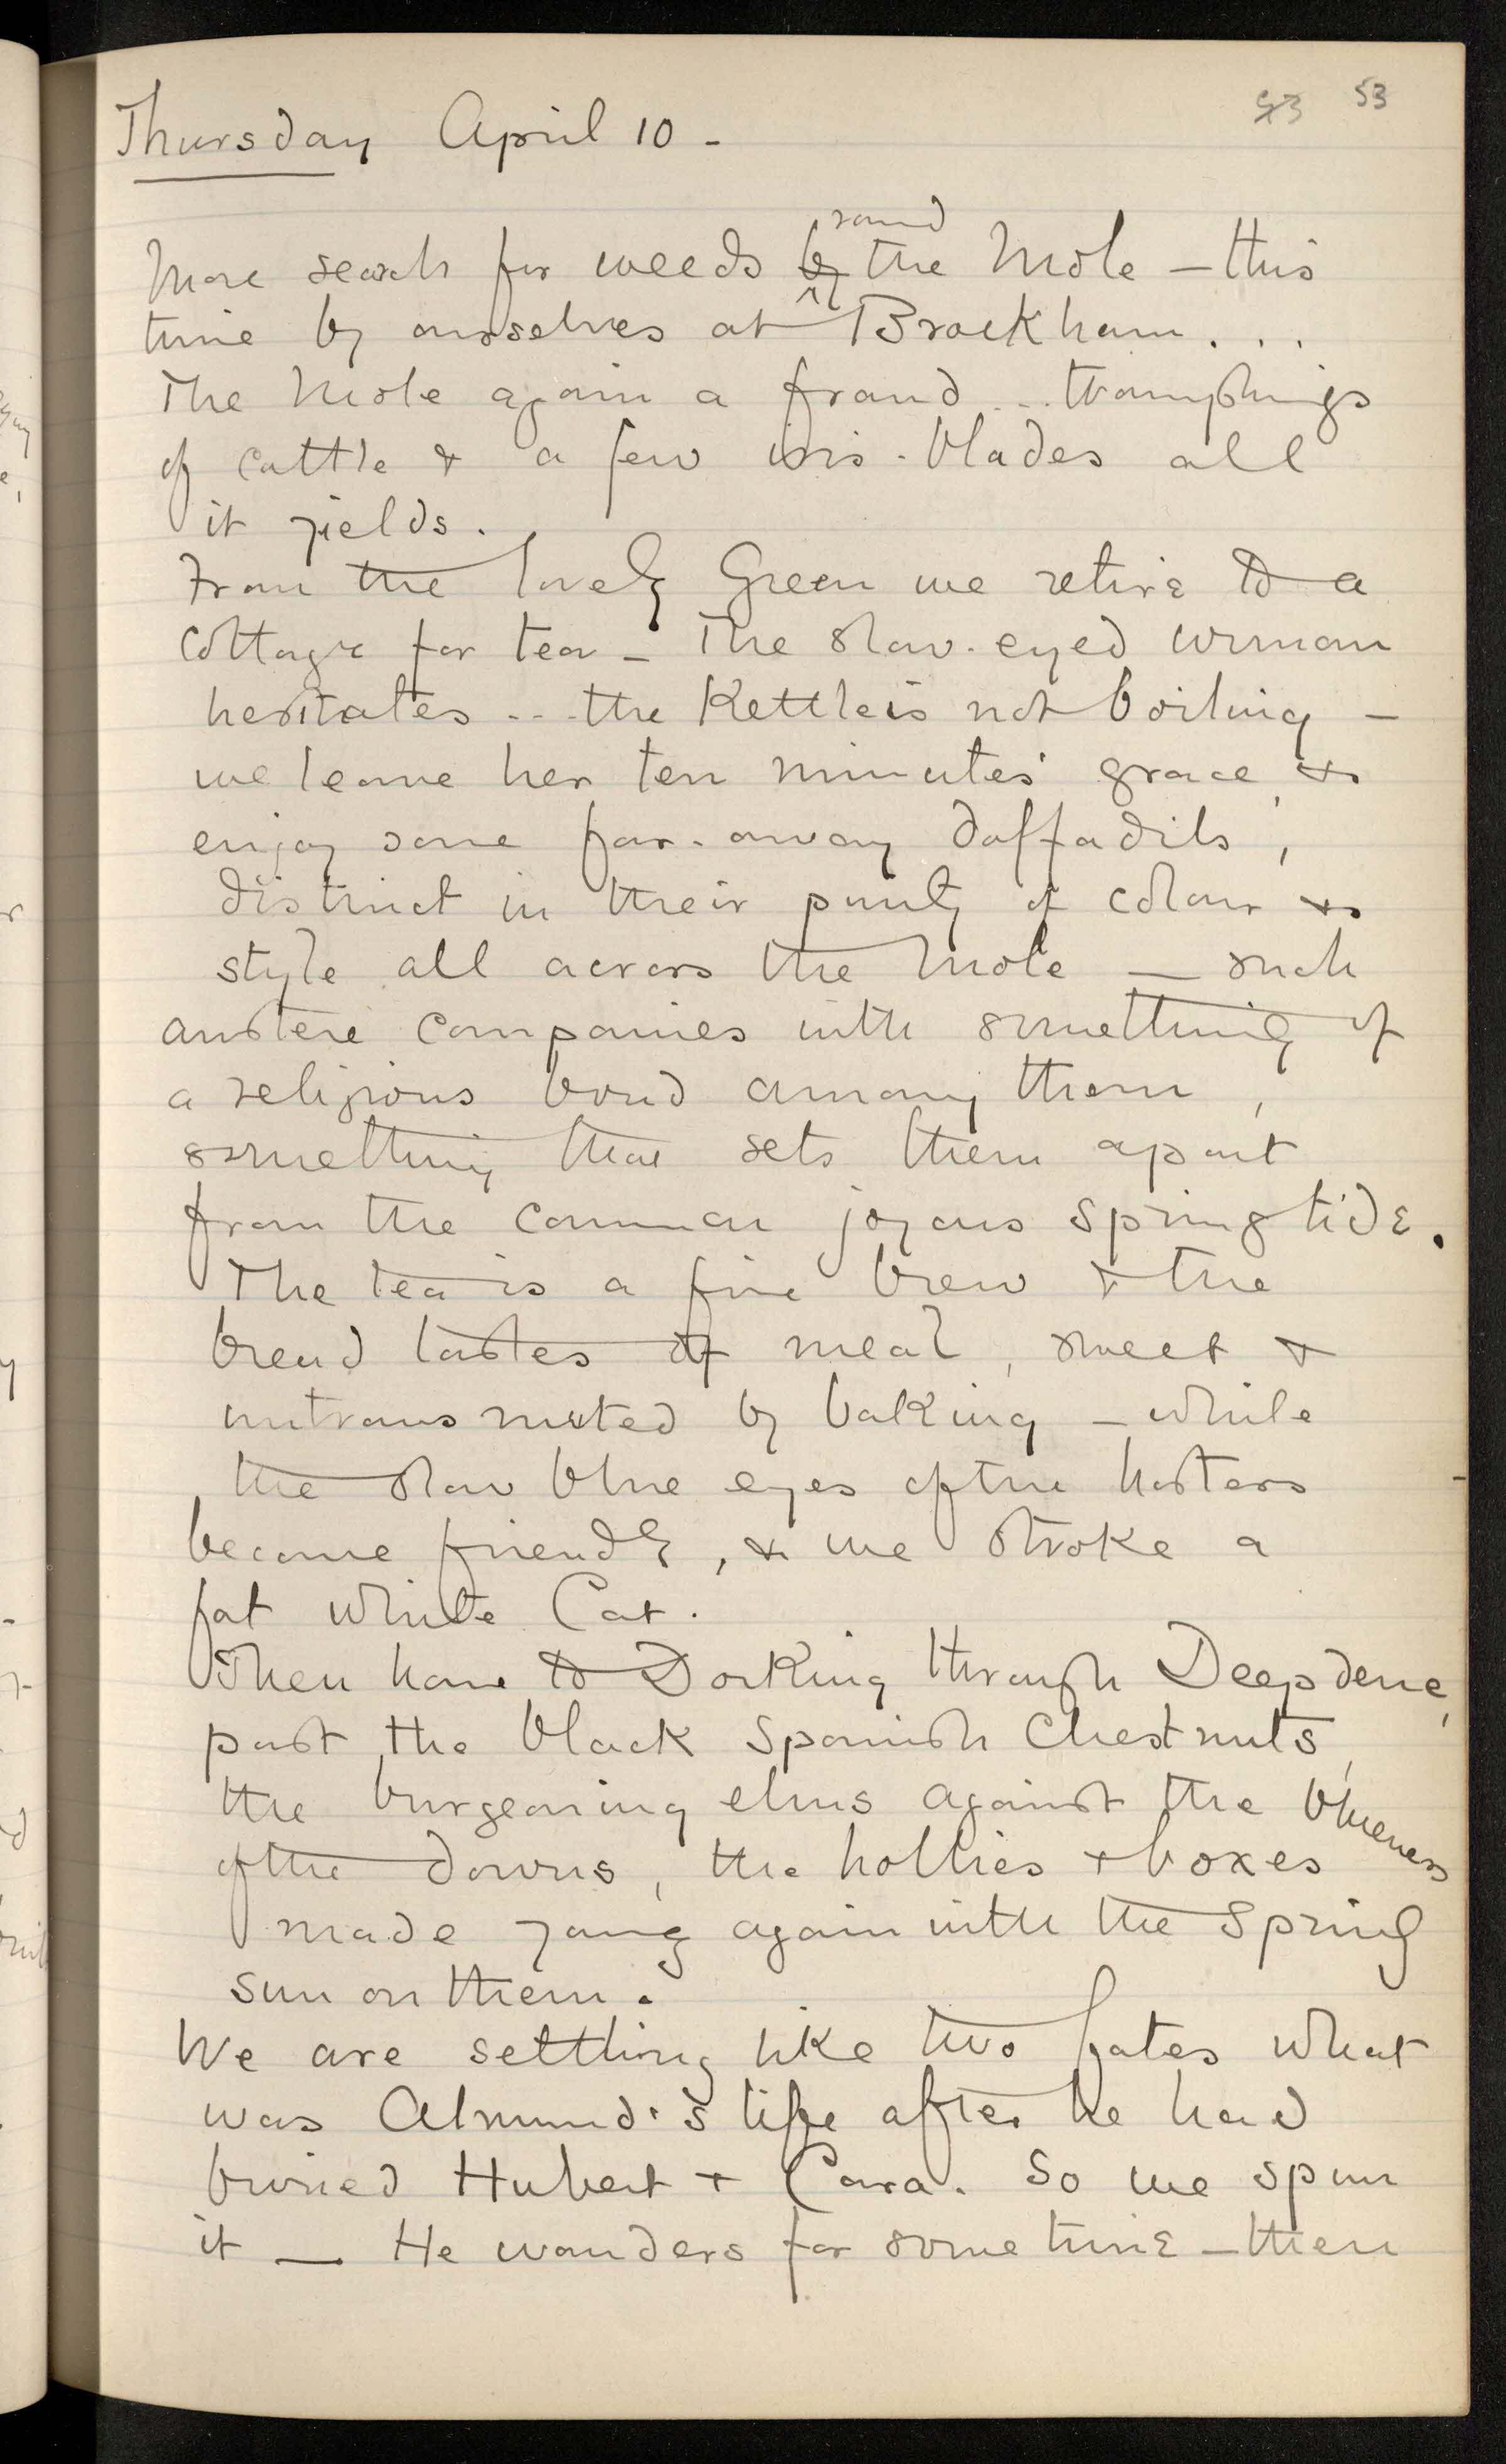 53 53
Thursday April 10 -
round
More search for weeds by the Mole - this
time by ourselves at Brockham. . .
The Mole again a fraud ... tramplings
of cattle & a few iris-blades all
it yields.
From the lovely Green we retire to a
cottage for tea - The slow-eyed woman
hesitates ... the Kettle is not boiling -
we leave her ten minutes' grace, &
enjoy some far-away daffadils,
distinct in their purity of colour &
style all across the Mole - such
austere companies with something of
a religious bond among them,
something that sets them apart
from the common joyous springtide.
The tea is a fine brew & the
bread tastes of meal, sweet &
untransmuted by baking - while
the slow blue eyes of the hostess
become friendly, & we stroke a
fat white Cat.
Then home to Dorking through Deepdene,
past the black Spanish Chestnuts,
the burgeoning elms against the blueness
of the downs, the hollies & boxes
made young again with the Spring
sun on them.
We are settling like two fates what
was Almund's life after he had
buried Hubert & Cara. So we spun
it - He wanders for some time - then